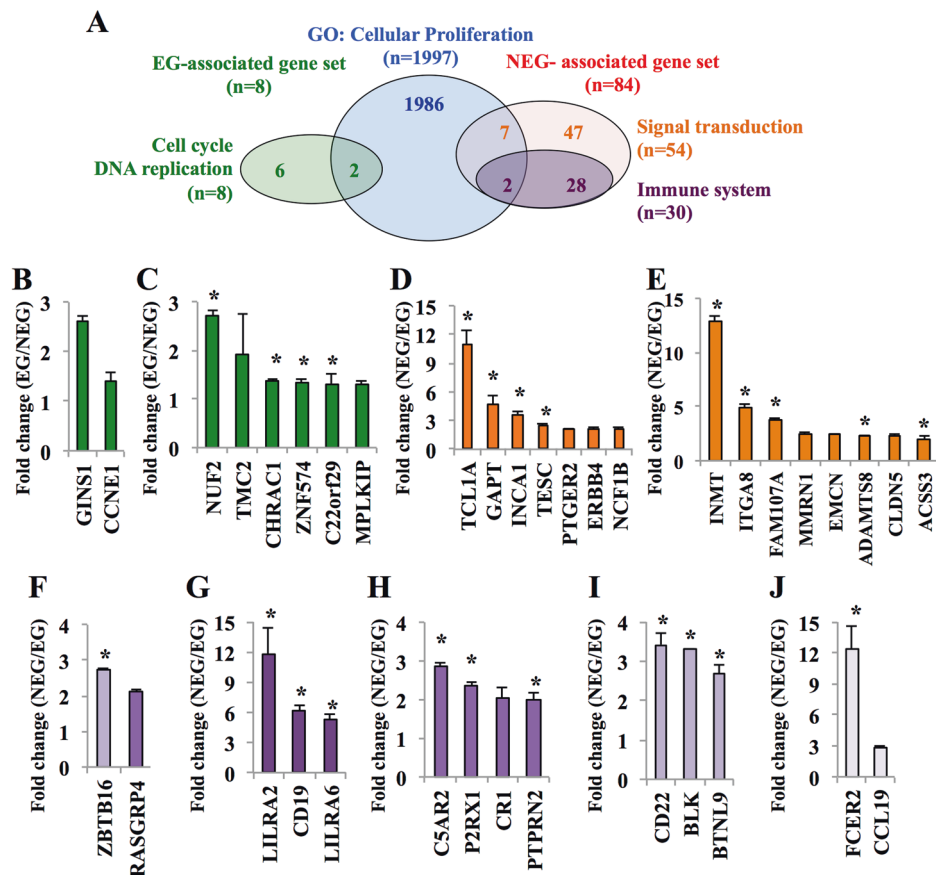 A
GO: Cellular Proliferation
(n=1997)
EG-associated gene set
(n=8)
NEG- associated gene set
(n=84)
1986
Cell cycle
DNA replication
(n=8)
6
2
7
47
2
28
Signal transduction
(n=54)
Immune system
(n=30)
B
Fold change (EG/NEG)
3
2
1
0
GINS1
CCNE1
C
Fold change (EG/NEG)
3
2
1
0
*
*
*
*
NUF2
TMC2
CHRAC1
ZNF574
C22orf29
MPLKIP
D
Fold change (NEG/EG)
15
12
9
6
3
0
*
*
*
*
TCL1A
GAPT
INCA1
TESC
PTGER2
ERBB4
NCF1B
E
Fold change (NEG/EG)
15
10
5
0
*
*
*
*
*
INMT
ITGA8
FAM107A
MMRN1
EMCN
ADAMTS8
CLDN5
ACSS3
F
Fold change (NEG/EG)
4
3
2
1
0
*
ZBTB16
RASGRP4
G
Fold change (NEG/EG)
15
12
9
6
3
0
*
*
*
LILRA2
CD19
LILRA6
H
Fold change (NEG/EG)
4
3
2
1
0
*
*
*
C5AR2
P2RX1
CR1
PTPRN2
I
Fold change (NEG/EG)
4
3
2
1
0
*
*
*
CD22
BLK
BTNL9
J
Fold change (NEG/EG)
15
12
9
6
3
0
*
FCER2
CCL19